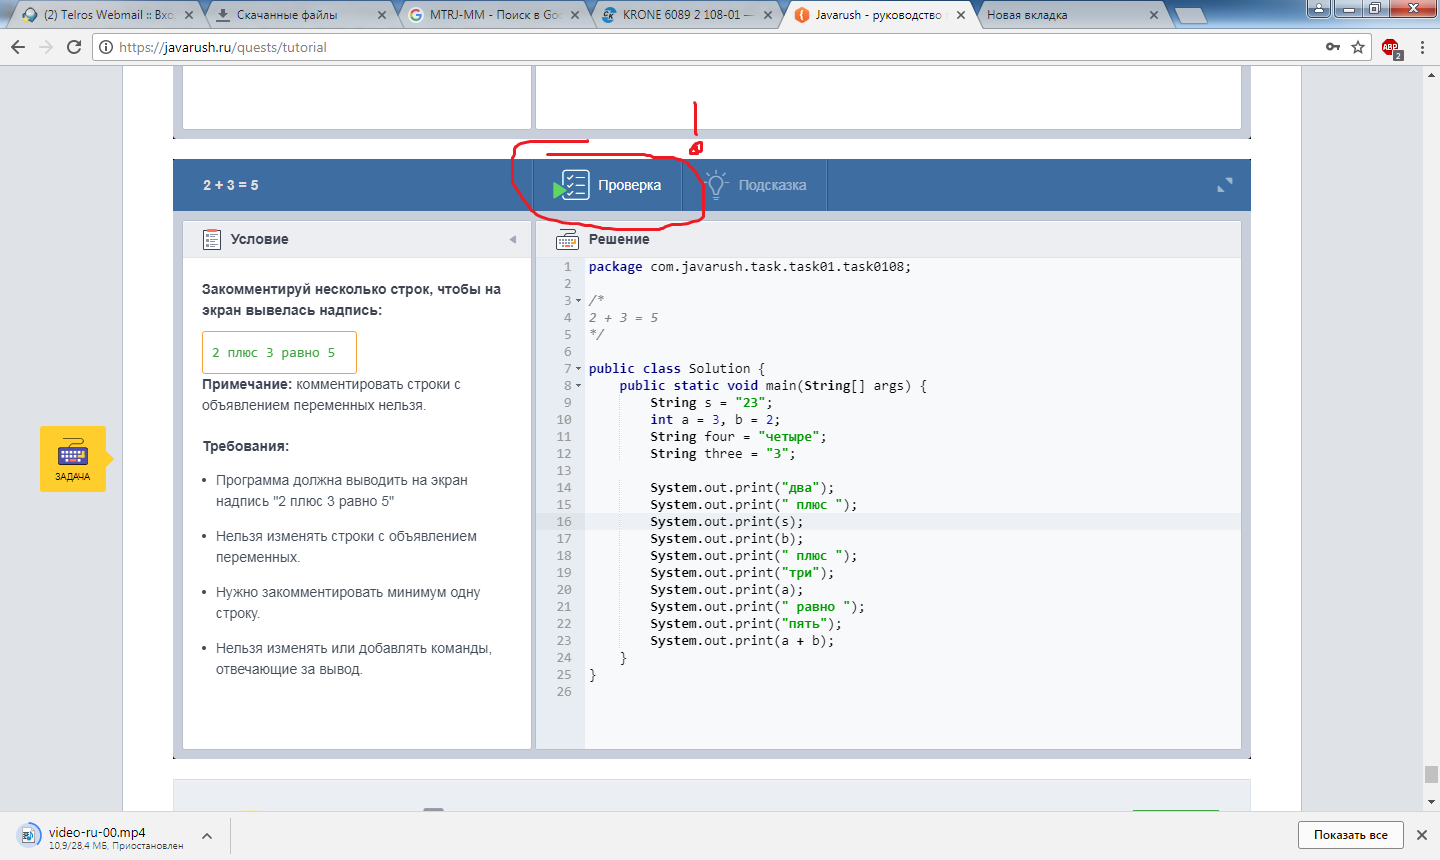 (2) Telros Webmail :: Вхо
Скачанные файлы
MTRJ-MM - Поиск в Goo
KRONE 6089 2 108-01 —
Javarush - руководство
Новая вкладка
https://javarush.ru/quests/tutorial
ABP
2
2 + 3 = 5
Проверка
Подсказка
Условие
Решение
Закомментируй несколько строк, чтобы на
экран вывелась надпись:
2 плюс 3 равно 5
Примечание: комментировать строки с
объявлением переменных нельзя.
Требования:
• Программа должна выводить на экран
надпись "2 плюс 3 равно 5"
• Нельзя изменять строки с объявлением
переменных.
• Нужно закомментировать минимум одну
строку.
• Нельзя изменять или добавлять команды,
отвечающие за вывод.
ЗАДАЧА
1 package com.javarush.task.task01.task0108;
2
3 /*
4 2 + 3 = 5
5 */
6
7 public class Solution {
8 public static void main(String[] args) {
9 String s = "23";
10 int a = 3, b = 2;
11 String four = "четыре";
12 String three = "3";
13
14 System.out.print("два");
15 System.out.print(" плюс ");
16 System.out.print(s);
17 System.out.print(b);
18 System.out.print(" плюс ");
19 System.out.print("три");
20 System.out.print(a);
21 System.out.print(" равно ");
22 System.out.print("пять");
23 System.out.print(a + b);
24 }
25 }
26
video-ru-00.mp4
10,9/28,4 МБ, Приостановлен
Показать все